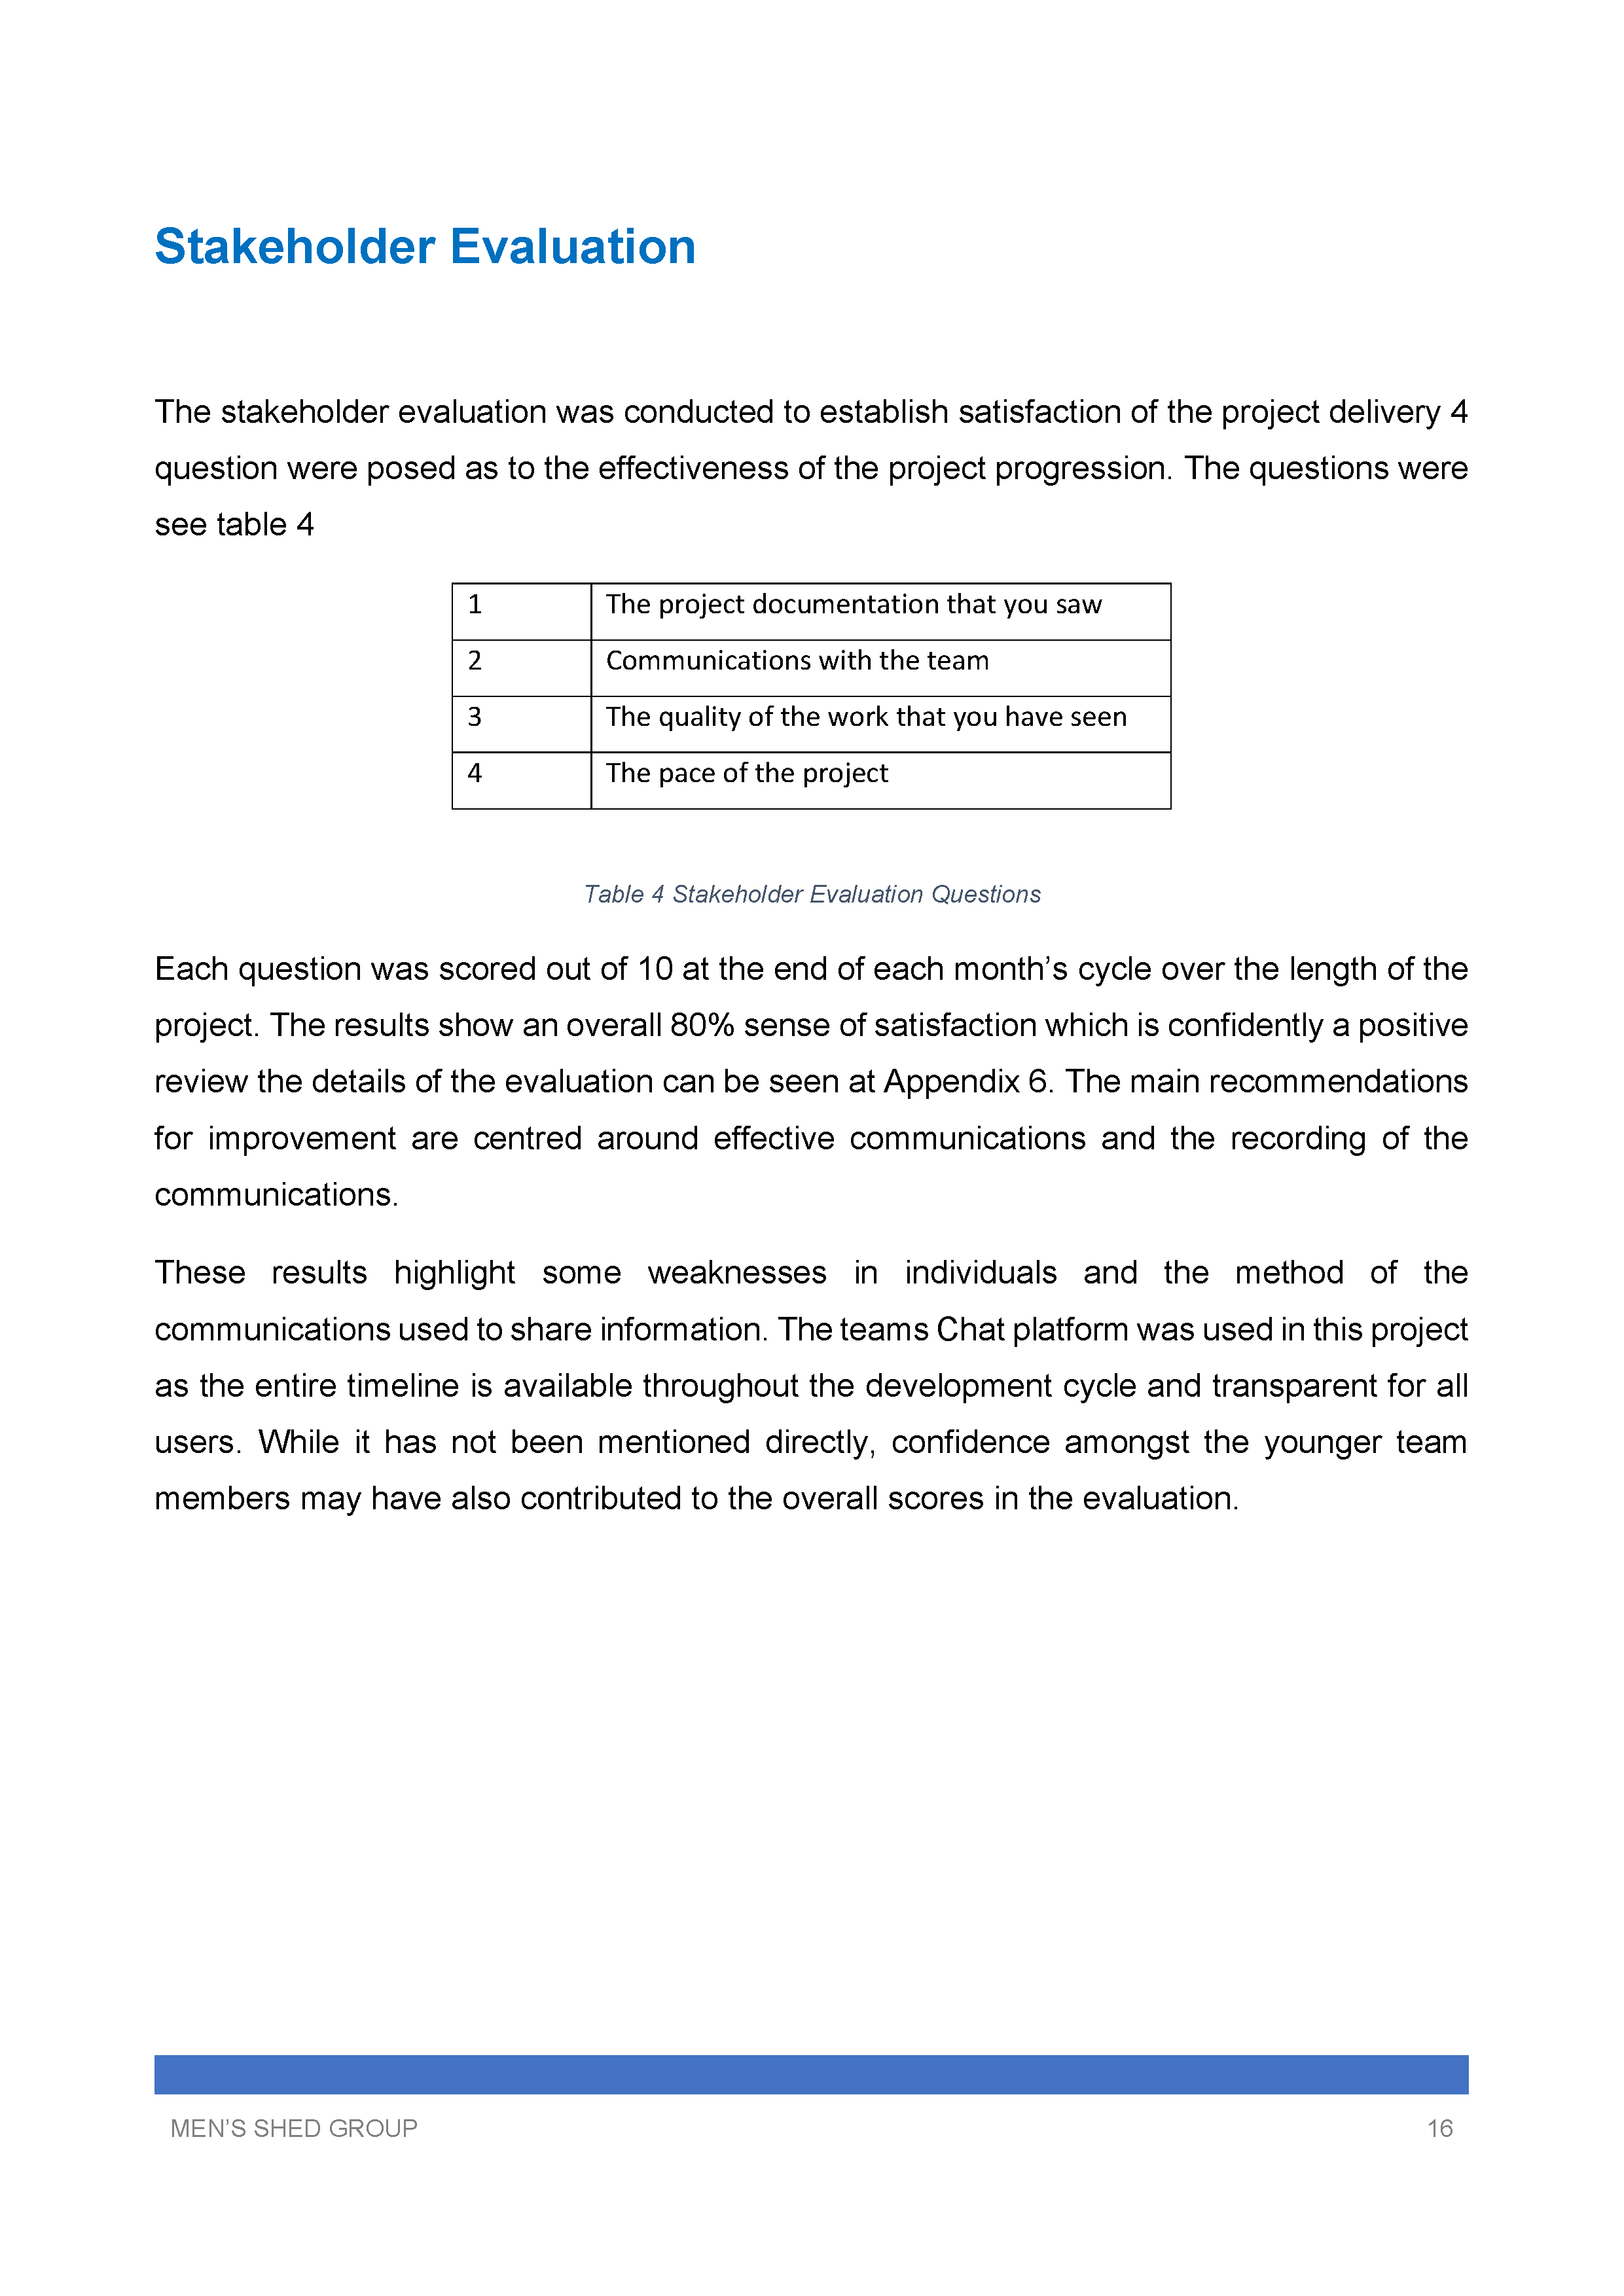 Stakeholder Evaluation
The stakeholder evaluation was conducted to establish satisfaction of the project delivery 4
question were posed as to the effectiveness of the project progression. The questions were
see table 4
1 The project documentation that you saw
2 Communications with the team
3 The quality of the work that you have seen
4 The pace of the project
Table 4 Stakeholder Evaluation Questions
Each question was scored out of 10 at the end of each month’s cycle over the length of the
project. The results show an overall 80% sense of satisfaction which is confidently a positive
review the details of the evaluation can be seen at Appendix 6. The main recommendations
for improvement are centred around effective communications and the recording of the
communications.
These results highlight some weaknesses in individuals and the method of the
communications used to share information. The teams Chat platform was used in this project
as the entire timeline is available throughout the development cycle and transparent for all
users. While it has not been mentioned directly, confidence amongst the younger team
members may have also contributed to the overall scores in the evaluation.
MEN’S SHED GROUP 16